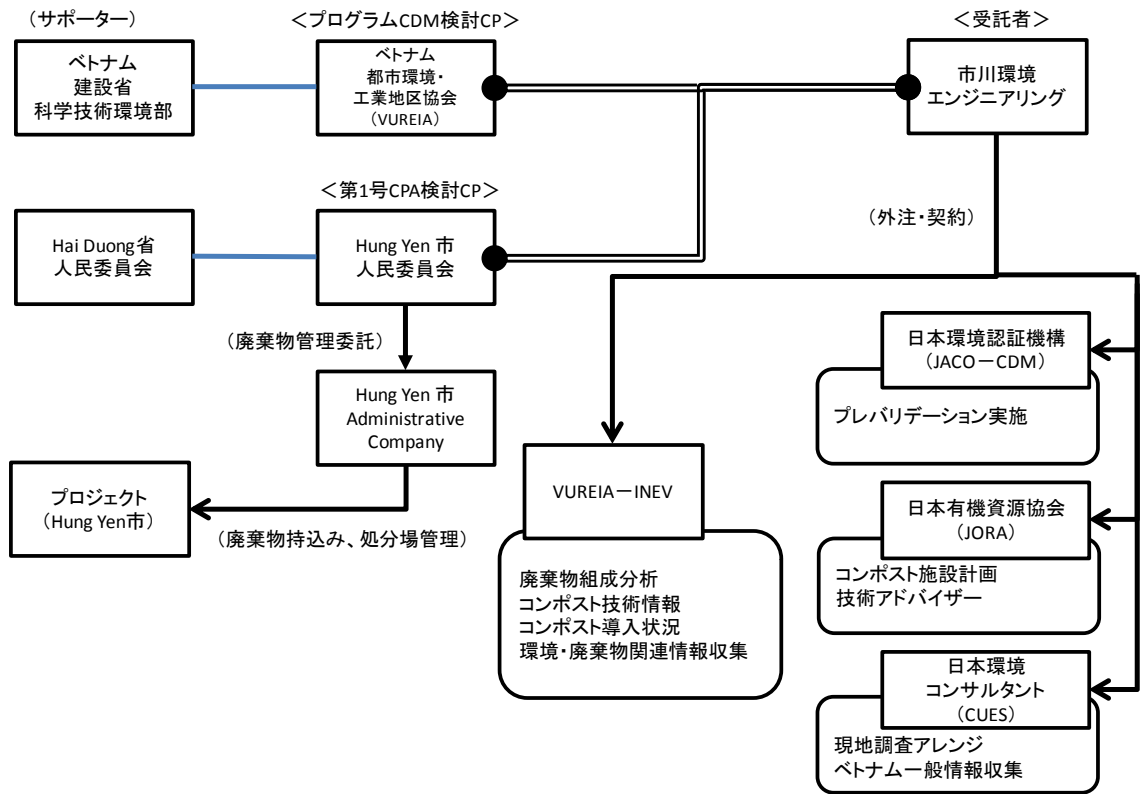 （サポーター）
＜プログラムCDM検討CP＞
＜受託者＞
ベトナム
建設省
科学技術環境部
ベトナム
都市環境・
工業地区協会
（VUREIA）
市川環境
エンジニアリング
＜第1号CPA検討CP＞
（外注・契約）
Hai Duong省
人民委員会
Hung Yen 市
人民委員会
（廃棄物管理委託）
Hung Yen 市
Administrative
Company
プロジェクト
（Hung Yen市）
（廃棄物持込み、処分場管理）
VUREIA－INEV
廃棄物組成分析
コンポスト技術情報
コンポスト導入状況
環境・廃棄物関連情報収集
日本環境認証機構
（JACO－CDM）
プレバリデーション実施
日本有機資源協会
（JORA）
コンポスト施設計画
技術アドバイザー
日本環境
コンサルタント
（CUES）
現地調査アレンジ
ベトナム一般情報収集